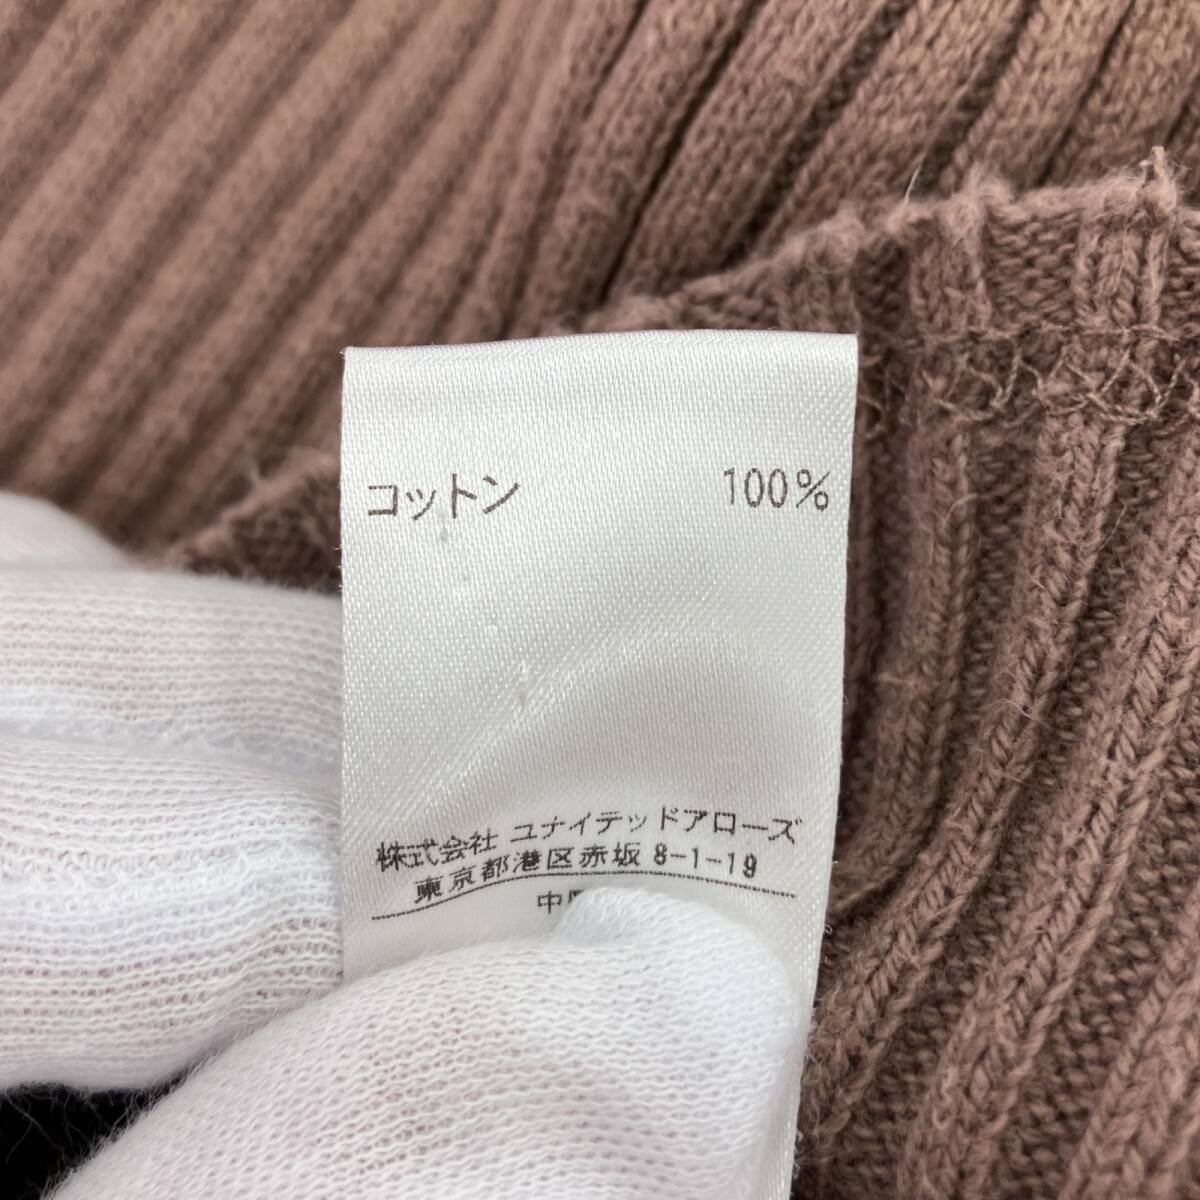 コットン 100%
株式会社 ユナイテッドアローズ
東京都港区赤坂 8-1-19
中